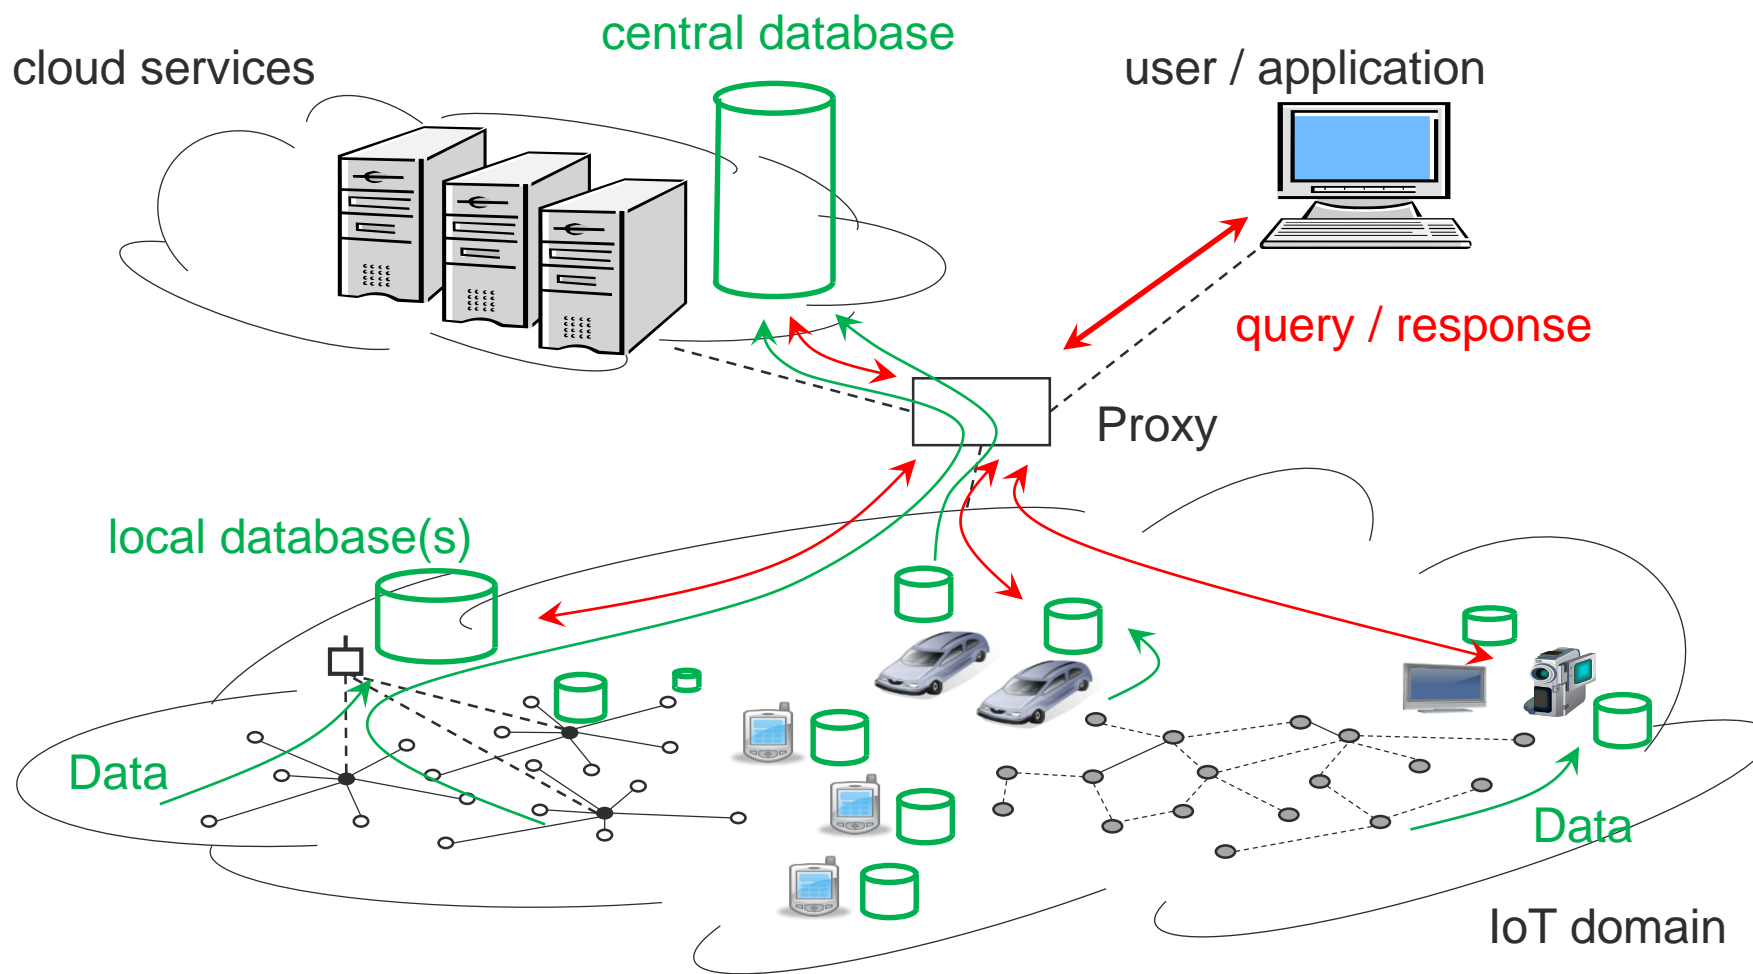 central database
cloud services
user / application
query / response
Proxy
local database(s)
Data
Data
IoT domain